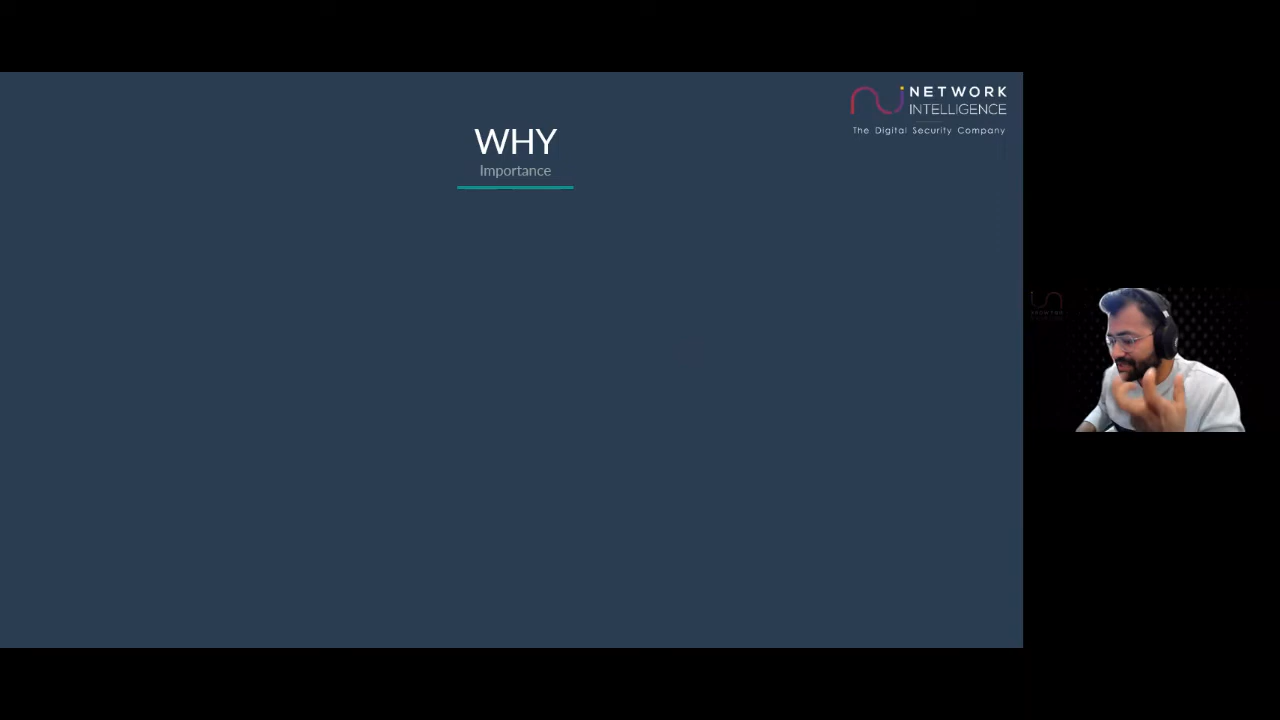 NETWORK
INTELLIGENCE
The Digital Security Company
WHY
Importance